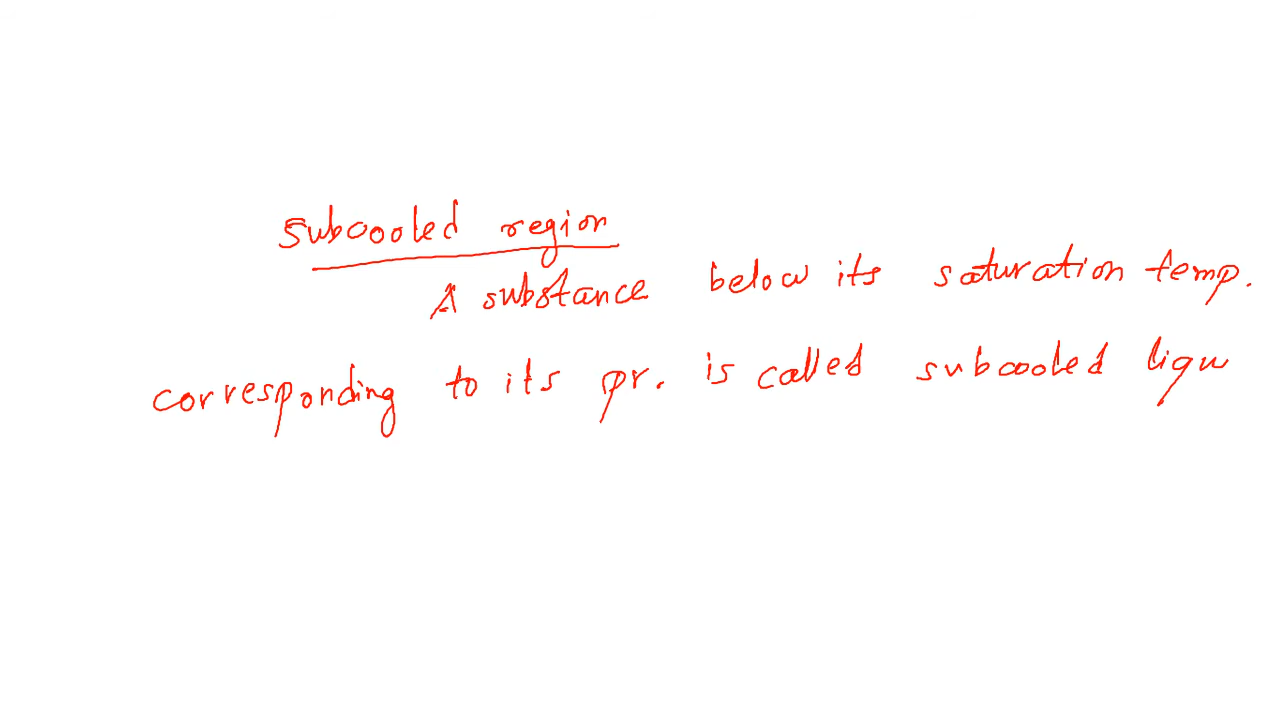 subcooled region
A substance below its saturation temp.
corresponding to its pr. is called subcooled liqu